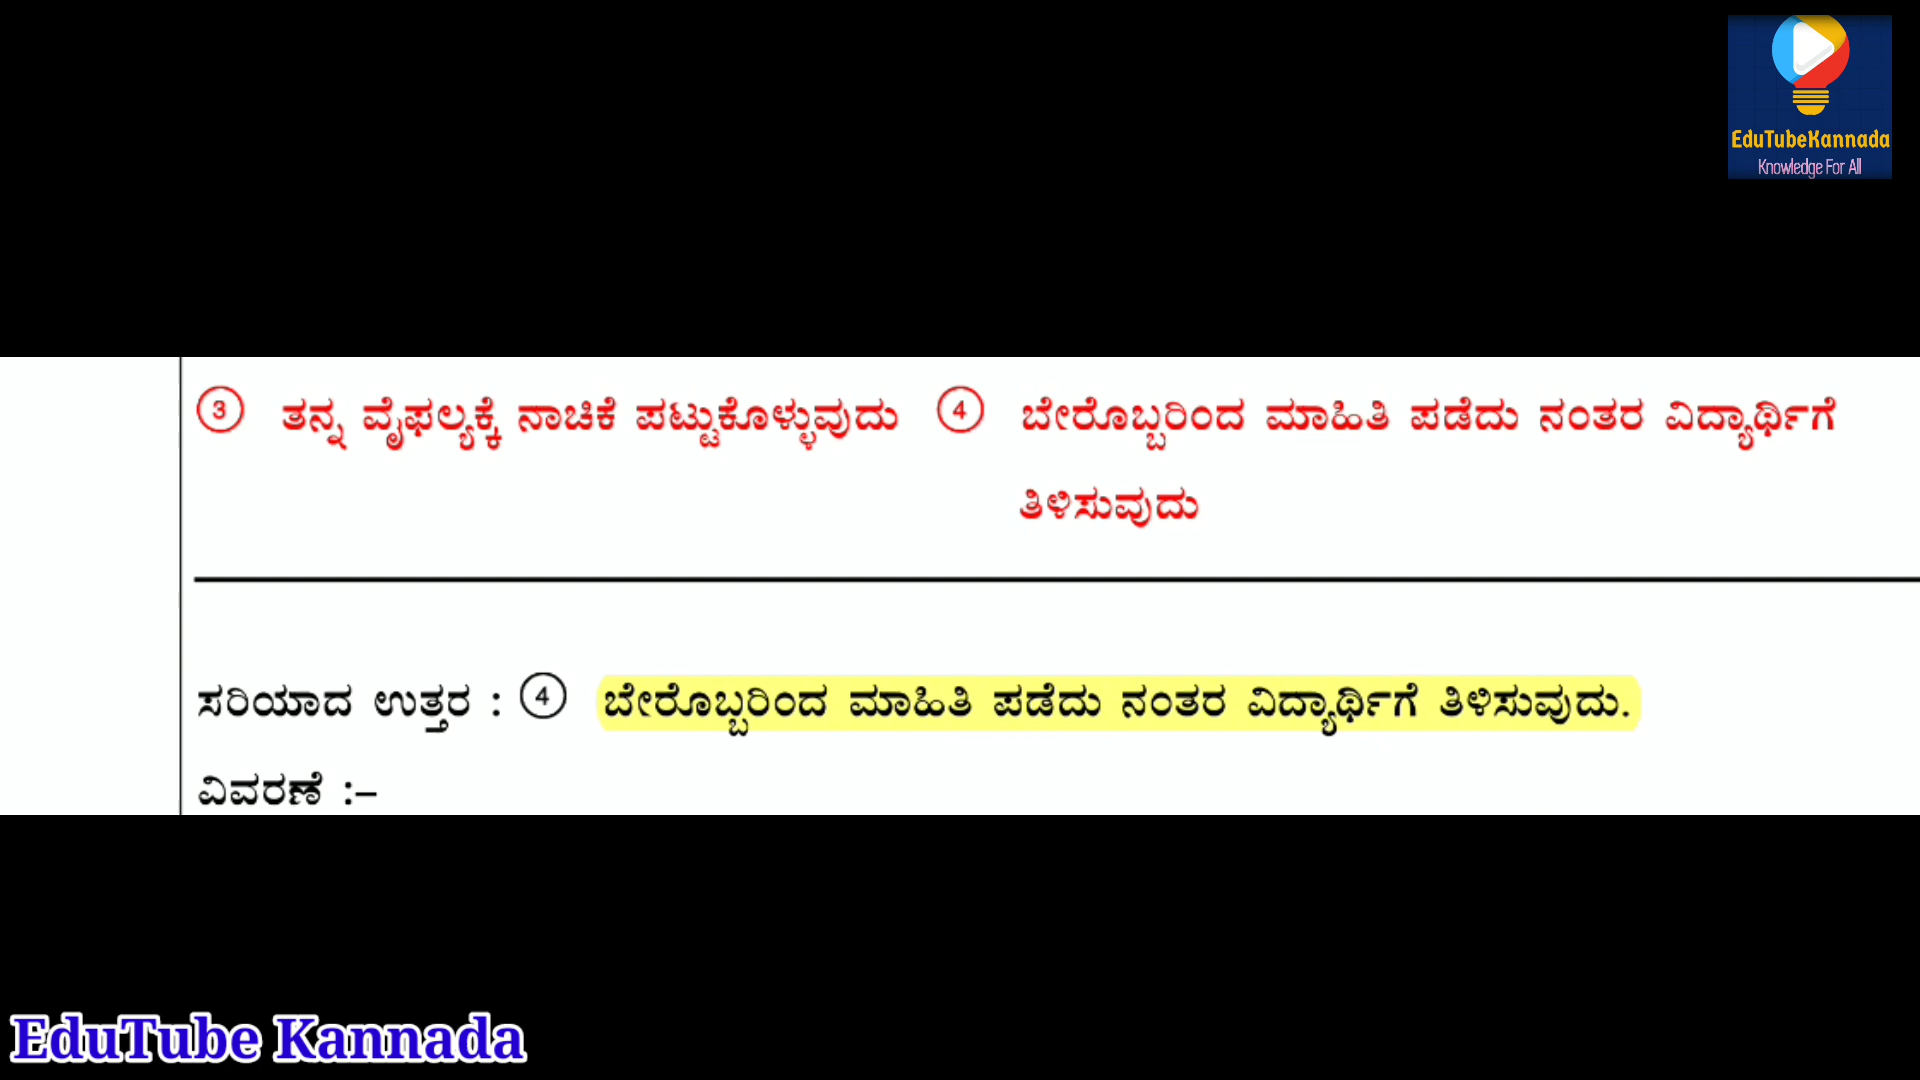 EduTubeKannada
Knowledge For All
③ ತನ್ನ ವೈಫಲ್ಯಕ್ಕೆ ನಾಚಿಕೆ ಪಟ್ಟುಕೊಳ್ಳುವುದು ④ ಬೇರೊಬ್ಬರಿಂದ ಮಾಹಿತಿ ಪಡೆದು ನಂತರ ವಿದ್ಯಾರ್ಥಿಗೆ
ತಿಳಿಸುವುದು
ಸರಿಯಾದ ಉತ್ತರ : ④ ಬೇರೊಬ್ಬರಿಂದ ಮಾಹಿತಿ ಪಡೆದು ನಂತರ ವಿದ್ಯಾರ್ಥಿಗೆ ತಿಳಿಸುವುದು.
ವಿವರಣೆ :–
EduTube Kannada